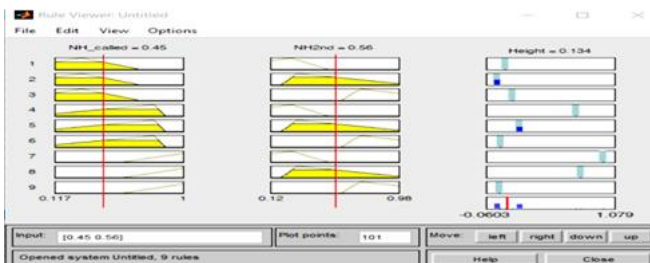 Rule Viewer: Untitled
File Edit View Options
NH_called = 0.45 NH2nd = 0.56 Height = 0.134
1
2
3
4
5
6
7
8
9
0.117 1 0.12 0.98
-0.0603 1.079
Input: [0.45 0.56] Plot points: 101 Move: left right down up
Opened system Untitled, 9 rules Help Close